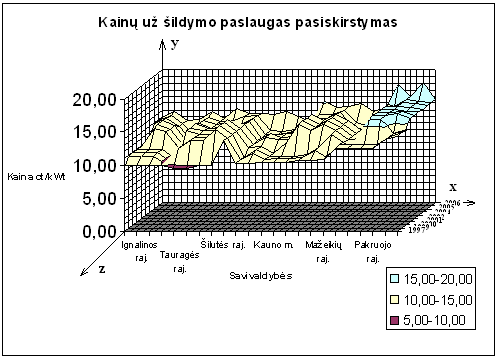 Kainų už šildymo paslaugas pasiskirstymas
y
20,00
15,00
10,00
5,00
0,00
Kaina ct/kWt
x
z
2006
1997
Ignalinos raj.
Tauragės raj.
Šilutės raj.
Kauno m.
Mažeikių raj.
Pakruojo raj.
Savivaldybės
15,00-20,00
10,00-15,00
5,00-10,00